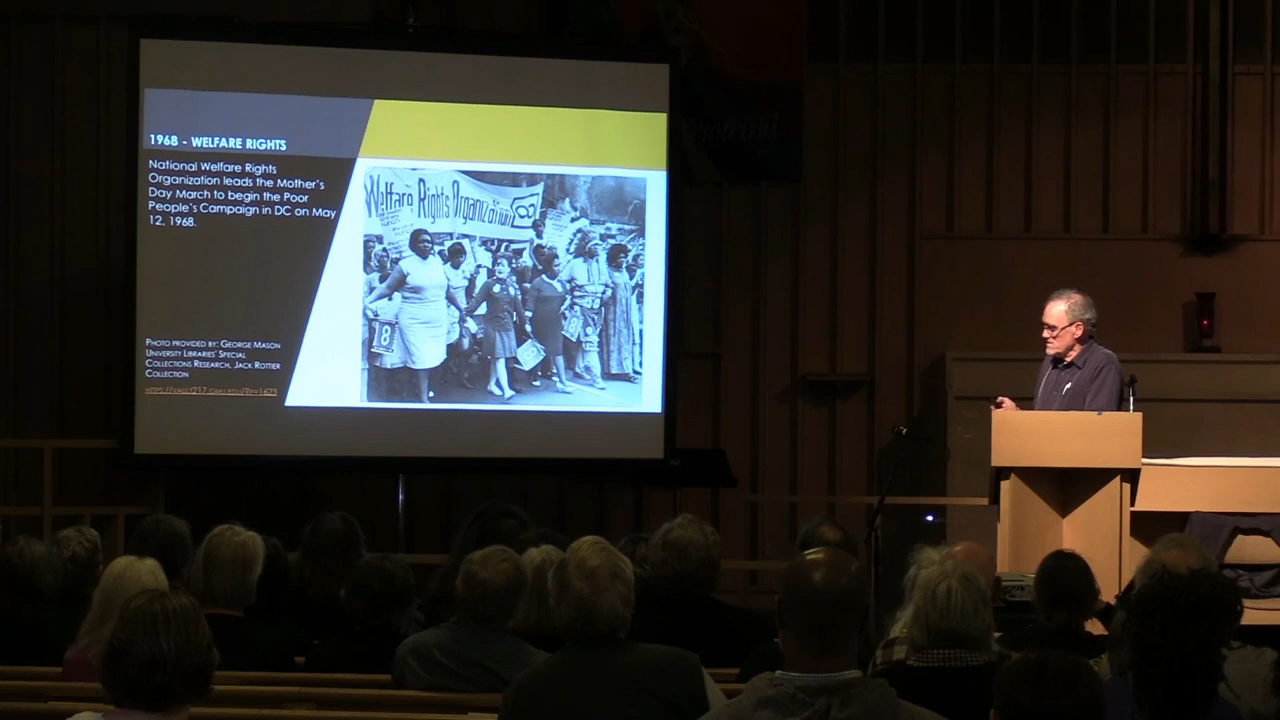 1968 - WELFARE RIGHTS
National Welfare Rights
Organization leads the Mother's
Day March to begin the Poor
People's Campaign in DC on May
12, 1968.
Welfare Rights Organization 8
18
PHOTO PROVIDED BY: GEORGE MASON
UNIVERSITY LIBRARIES' SPECIAL
COLLECTIONS RESEARCH, JACK ROTTIER
COLLECTION